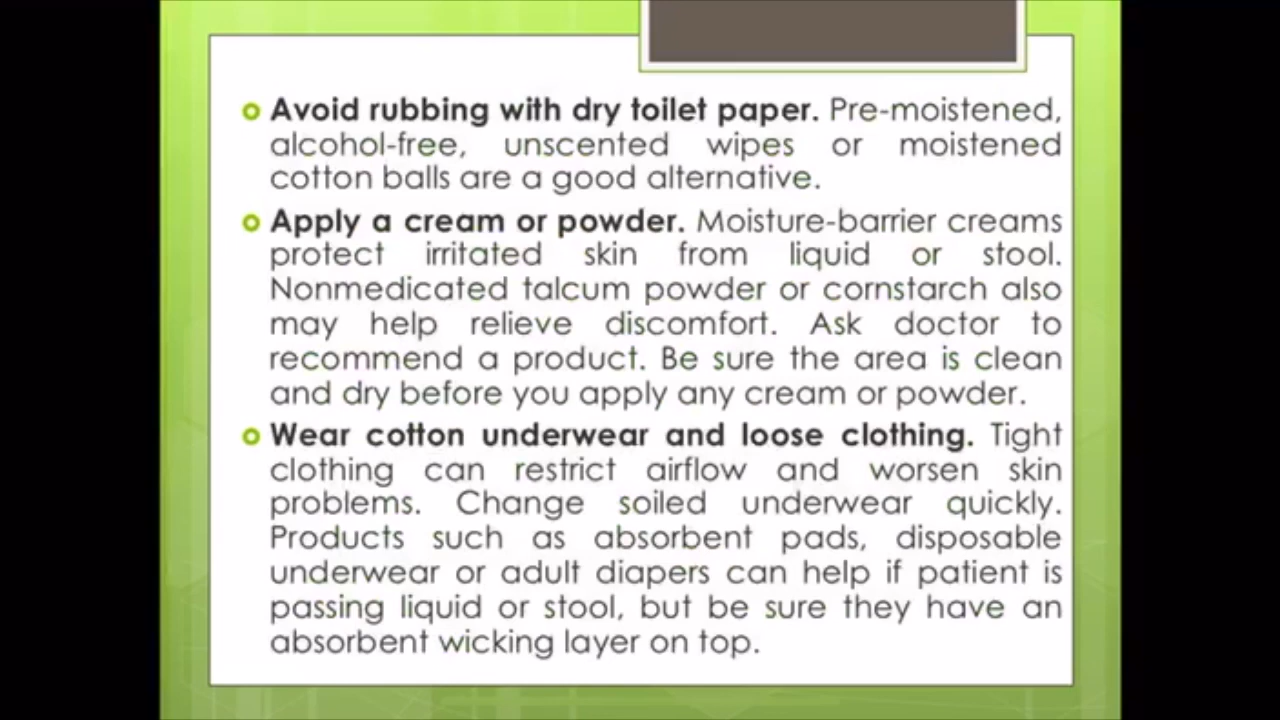 Avoid rubbing with dry toilet paper. Pre-moistened,
alcohol-free, unscented wipes or moistened
cotton balls are a good alternative.
Apply a cream or powder. Moisture-barrier creams
protect irritated skin from liquid or stool.
Nonmedicated talcum powder or cornstarch also
may help relieve discomfort. Ask doctor to
recommend a product. Be sure the area is clean
and dry before you apply any cream or powder.
Wear cotton underwear and loose clothing. Tight
clothing can restrict airflow and worsen skin
problems. Change soiled underwear quickly.
Products such as absorbent pads, disposable
underwear or adult diapers can help if patient is
passing liquid or stool, but be sure they have an
absorbent wicking layer on top.